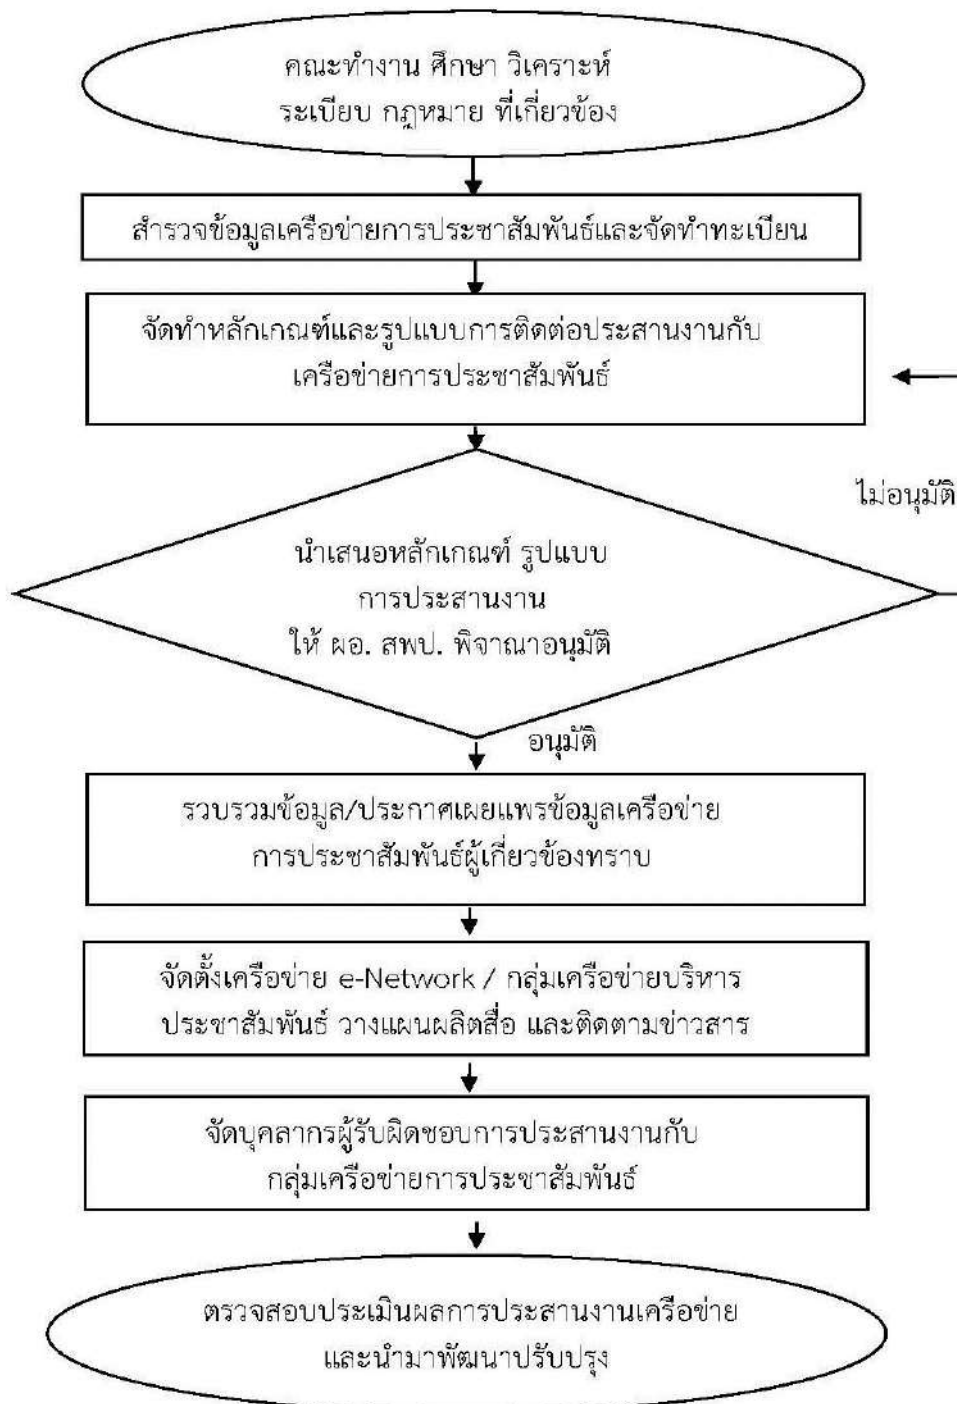 คณะทำงาน ศึกษา วิเคราะห์
ระเบียบ กฎหมาย ที่เกี่ยวข้อง
สำรวจข้อมูลเครือข่ายการประชาสัมพันธ์และจัดทำทะเบียน
จัดทำหลักเกณฑ์และรูปแบบการติดต่อประสานงานกับ
เครือข่ายการประชาสัมพันธ์
ไม่อนุมัติ
นำเสนอหลักเกณฑ์ รูปแบบ
การประสานงาน
ให้ ผอ. สพป. พิจาณาอนุมัติ
อนุมัติ
รวบรวมข้อมูล/ประกาศเผยแพรข้อมูลเครือข่าย
การประชาสัมพันธ์ผู้เกี่ยวข้องทราบ
จัดตั้งเครือข่าย e-Network / กลุ่มเครือข่ายบริหาร
ประชาสัมพันธ์ วางแผนผลิตสื่อ และติดตามข่าวสาร
จัดบุคลากรผู้รับผิดชอบการประสานงานกับ
กลุ่มเครือข่ายการประชาสัมพันธ์
ตรวจสอบประเมินผลการประสานงานเครือข่าย
และนำมาพัฒนาปรับปรุง